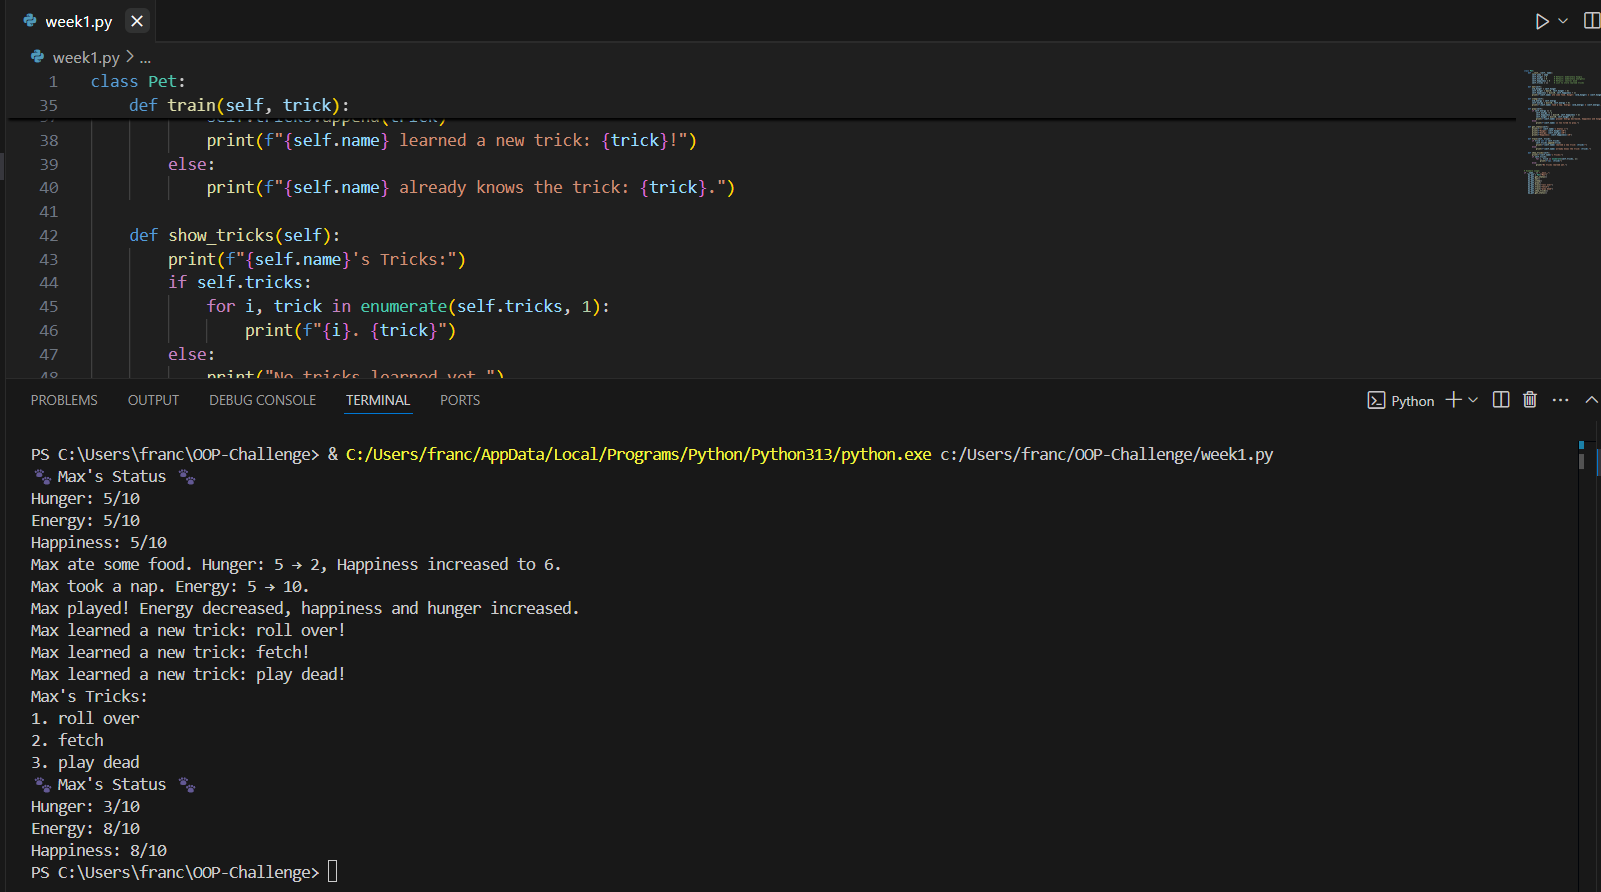 week1.py
week1.py > ...
1 class Pet:
35 def train(self, trick):
38 print(f"{self.name} learned a new trick: {trick}!")
39 else:
40 print(f"{self.name} already knows the trick: {trick}.")
41
42 def show_tricks(self):
43 print(f"{self.name}'s Tricks:")
44 if self.tricks:
45 for i, trick in enumerate(self.tricks, 1):
46 print(f"{i}. {trick}")
47 else:
48 print("No tricks learned yet.")
PROBLEMS OUTPUT DEBUG CONSOLE TERMINAL PORTS Python
PS C:\Users\franc\OOP-Challenge> & C:/Users/franc/AppData/Local/Programs/Python/Python313/python.exe c:/Users/franc/OOP-Challenge/week1.py
🐾 Max's Status 🐾
Hunger: 5/10
Energy: 5/10
Happiness: 5/10
Max ate some food. Hunger: 5 → 2, Happiness increased to 6.
Max took a nap. Energy: 5 → 10.
Max played! Energy decreased, happiness and hunger increased.
Max learned a new trick: roll over!
Max learned a new trick: fetch!
Max learned a new trick: play dead!
Max's Tricks:
1. roll over
2. fetch
3. play dead
🐾 Max's Status 🐾
Hunger: 3/10
Energy: 8/10
Happiness: 8/10
PS C:\Users\franc\OOP-Challenge>